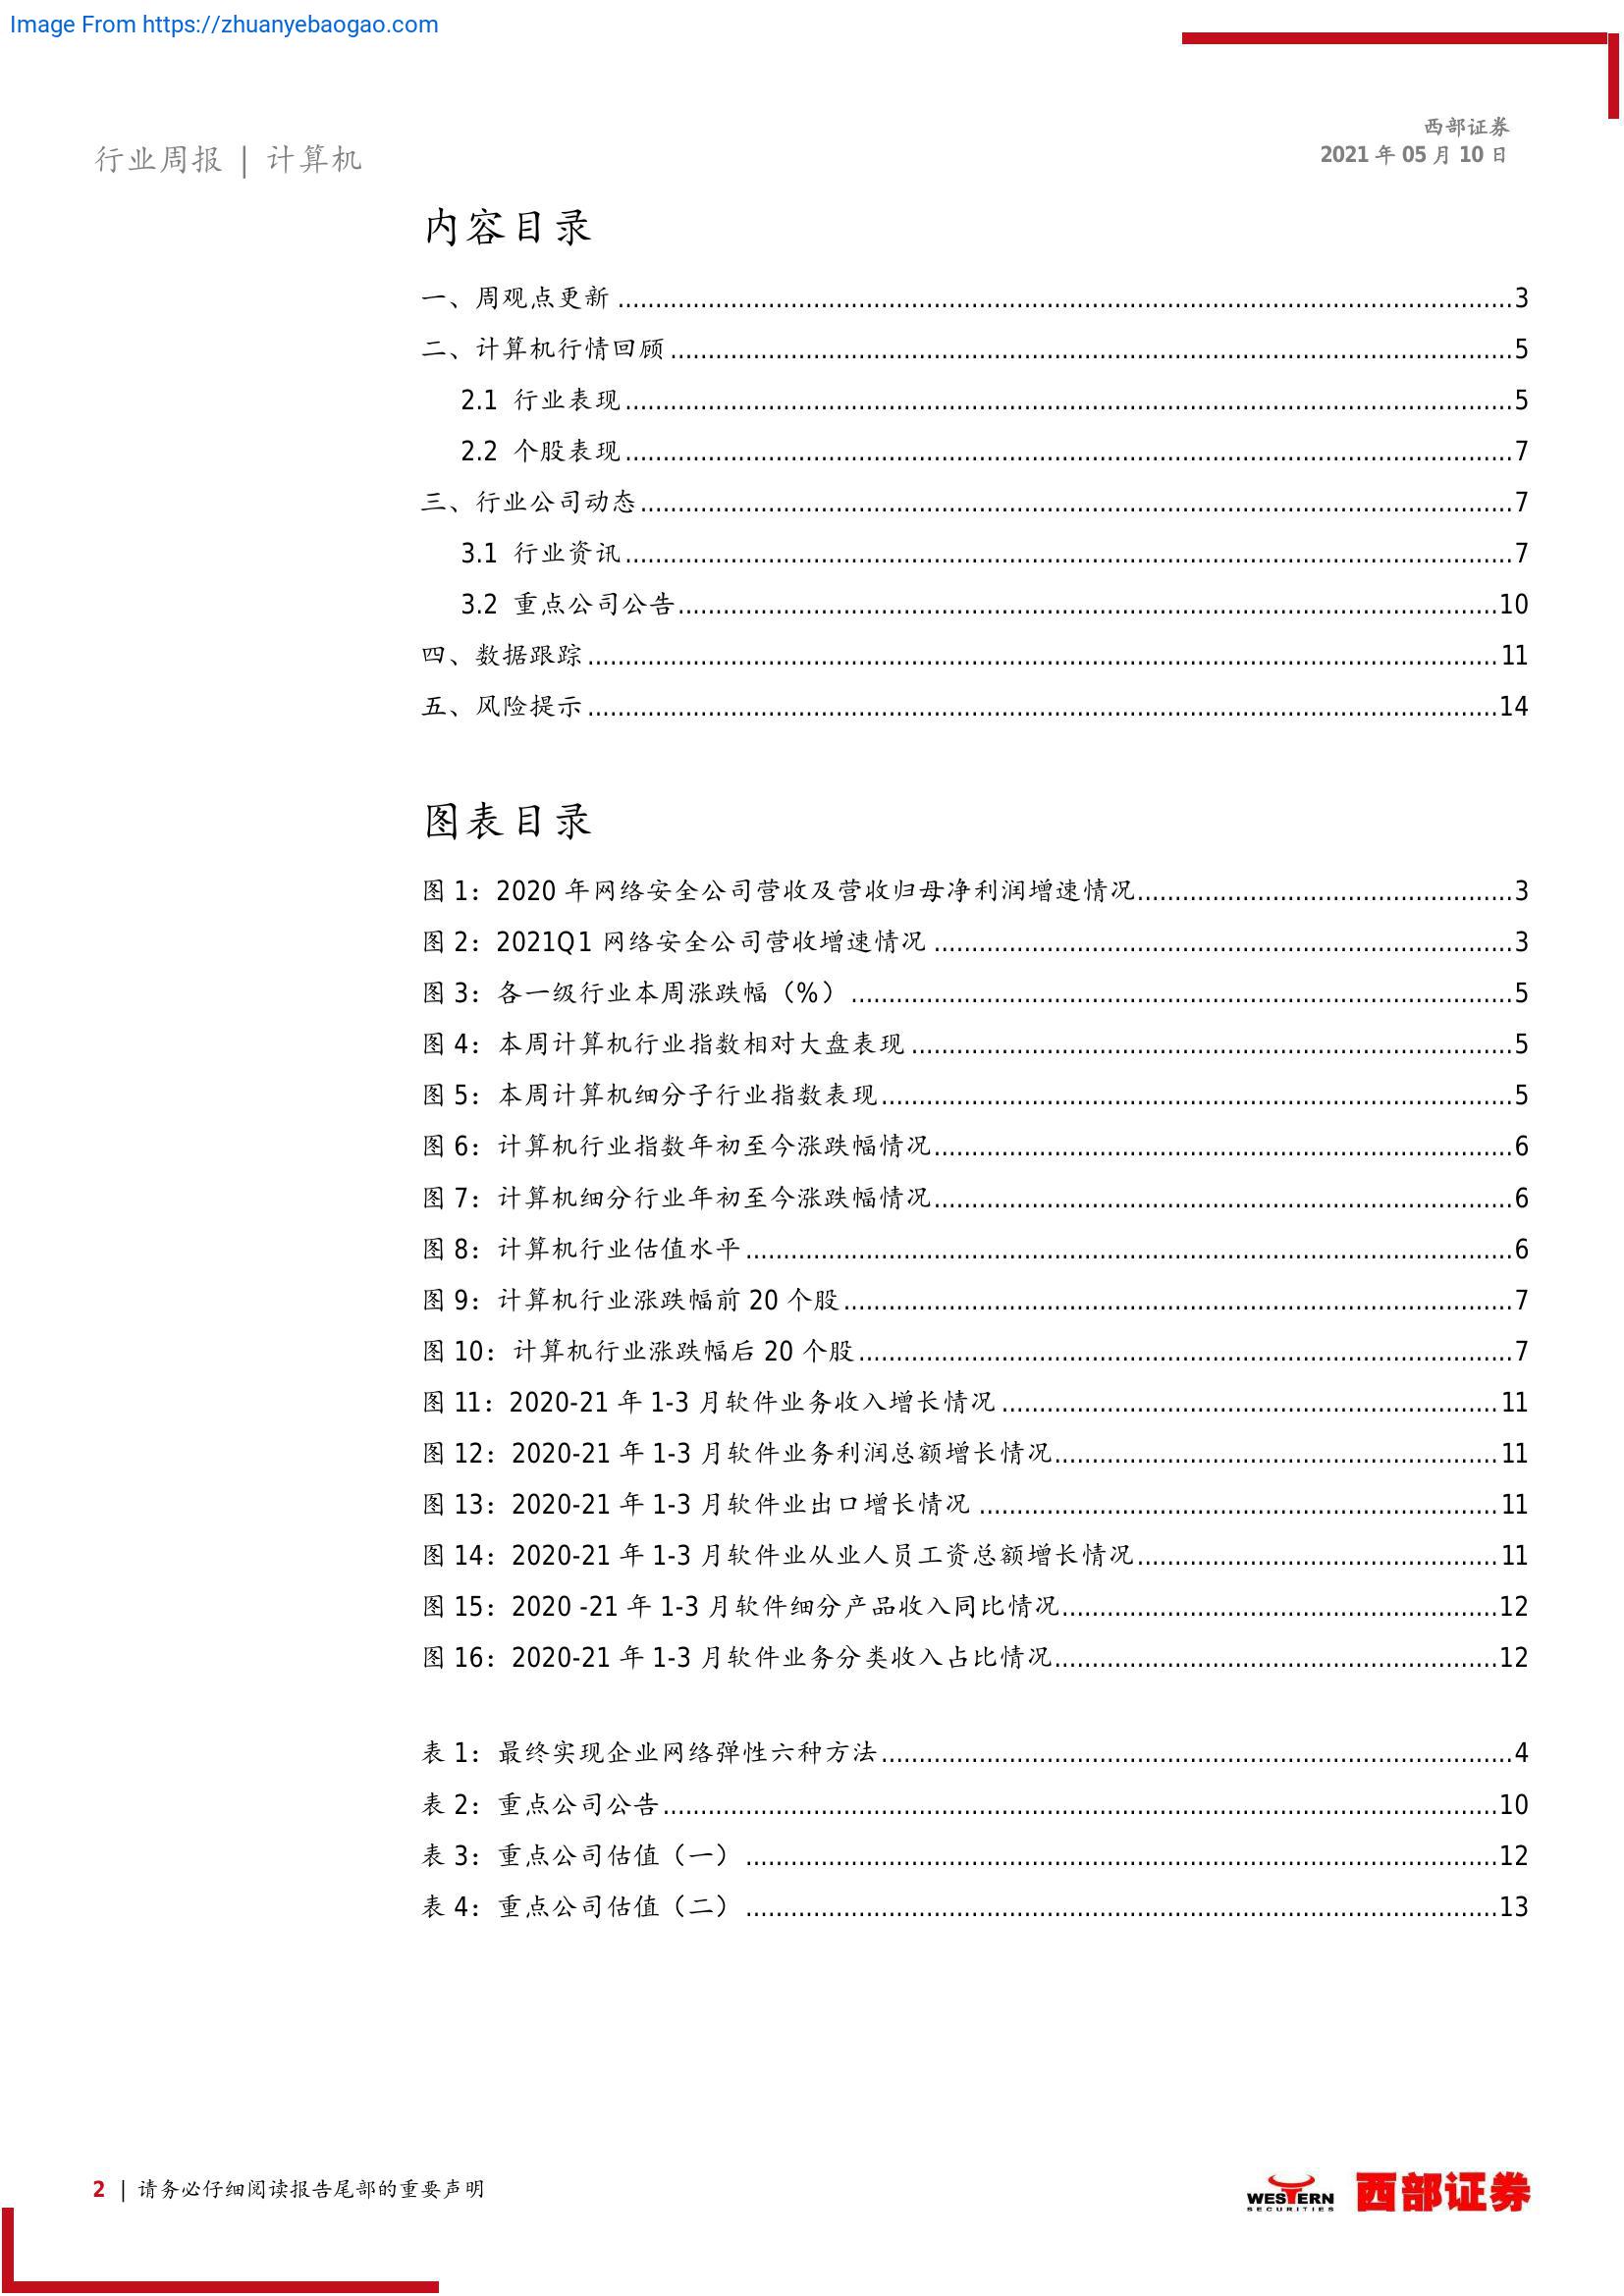 Image From https://zhuanyebaogao.com
西部证券
行业周报 | 计算机
2021 年 05 月 10 日
内容目录
一、周观点更新 ........ 3
二、计算机行情回顾 ........ 5
2.1 行业表现 ........ 5
2.2 个股表现 ........ 7
三、行业公司动态 ........ 7
3.1 行业资讯 ........ 7
3.2 重点公司公告 ........ 10
四、数据跟踪 ........ 11
五、风险提示 ........ 14
图表目录
图 1：2020 年网络安全公司营收及营收归母净利润增速情况 ........ 3
图 2：2021Q1 网络安全公司营收增速情况 ........ 3
图 3：各一级行业本周涨跌幅（%） ........ 5
图 4：本周计算机行业指数相对大盘表现 ........ 5
图 5：本周计算机细分子行业指数表现 ........ 5
图 6：计算机行业指数年初至今涨跌幅情况 ........ 6
图 7：计算机细分行业年初至今涨跌幅情况 ........ 6
图 8：计算机行业估值水平 ........ 6
图 9：计算机行业涨跌幅前 20 个股 ........ 7
图 10：计算机行业涨跌幅后 20 个股 ........ 7
图 11：2020-21 年 1-3 月软件业务收入增长情况 ........ 11
图 12：2020-21 年 1-3 月软件业务利润总额增长情况 ........ 11
图 13：2020-21 年 1-3 月软件业出口增长情况 ........ 11
图 14：2020-21 年 1-3 月软件业从业人员工资总额增长情况 ........ 11
图 15：2020 -21 年 1-3 月软件细分产品收入同比情况 ........ 12
图 16：2020-21 年 1-3 月软件业务分类收入占比情况 ........ 12
表 1：最终实现企业网络弹性六种方法 ........ 4
表 2：重点公司公告 ........ 10
表 3：重点公司估值（一） ........ 12
表 4：重点公司估值（二） ........ 13
2 | 请务必仔细阅读报告尾部的重要声明
WESTERN
SECURITIES
西部证券